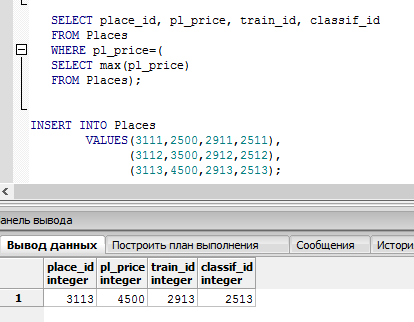 SELECT place_id, pl_price, train_id, classif_id
FROM Places
WHERE pl_price=(
SELECT max(pl_price)
FROM Places);
INSERT INTO Places
VALUES(3111,2500,2911,2511),
(3112,3500,2912,2512),
(3113,4500,2913,2513);
анель вывода
Вывод данных Построить план выполнения Сообщения Истори
place_id pl_price train_id classif_id
integer integer integer integer
1 3113 4500 2913 2513